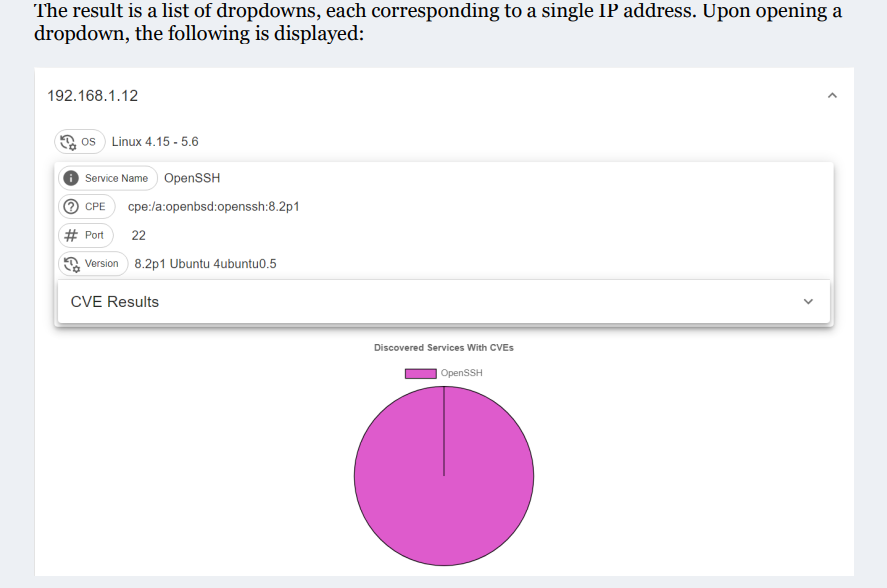 The result is a list of dropdowns, each corresponding to a single IP address. Upon opening a
dropdown, the following is displayed:
192.168.1.12
OS Linux 4.15 - 5.6
Service Name OpenSSH
CPE cpe:/a:openbsd:openssh:8.2p1
Port 22
Version 8.2p1 Ubuntu 4ubuntu0.5
CVE Results
Discovered Services With CVEs
OpenSSH